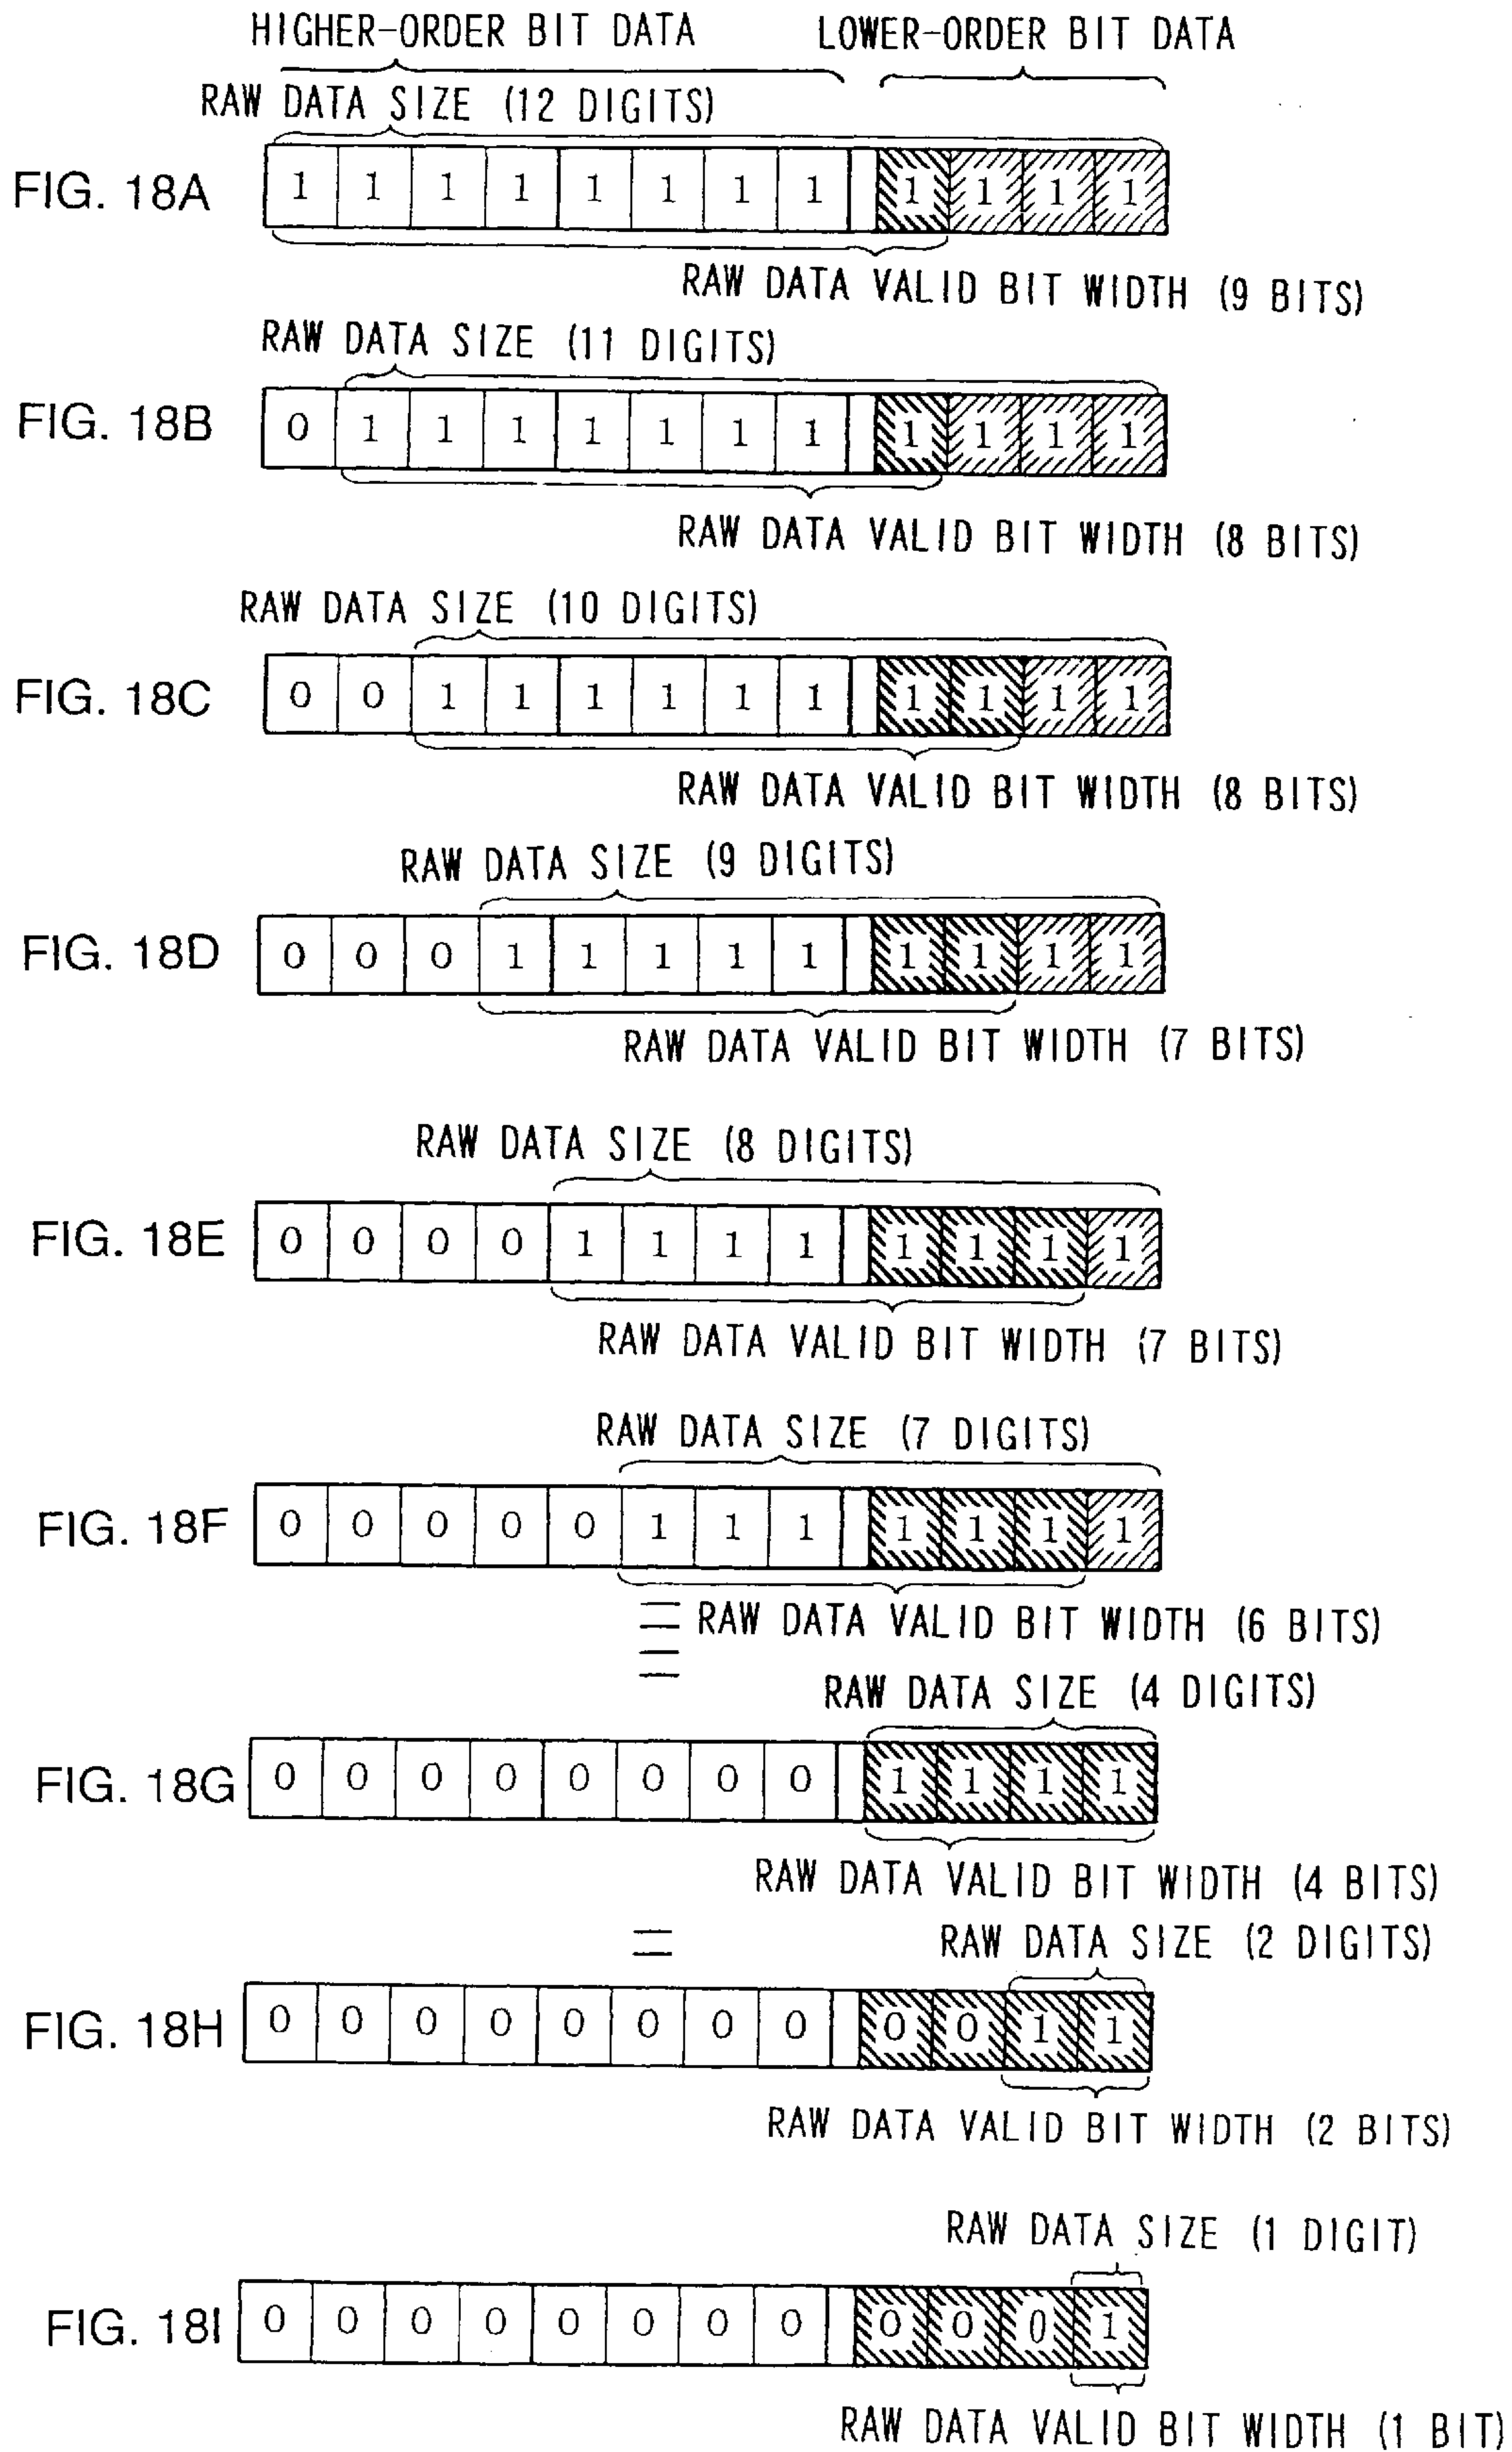 HIGHER-ORDER BIT DATA LOWER-ORDER BIT DATA
RAW DATA SIZE (12 DIGITS)
FIG. 18A 1 1 1 1 1 1 1 1 1 1 1 1
RAW DATA VALID BIT WIDTH (9 BITS)
RAW DATA SIZE (11 DIGITS)
FIG. 18B 0 1 1 1 1 1 1 1 1 1 1 1
RAW DATA VALID BIT WIDTH (8 BITS)
RAW DATA SIZE (10 DIGITS)
FIG. 18C 0 0 1 1 1 1 1 1 1 1 1 1
RAW DATA VALID BIT WIDTH (8 BITS)
RAW DATA SIZE (9 DIGITS)
FIG. 18D 0 0 0 1 1 1 1 1 1 1 1 1
RAW DATA VALID BIT WIDTH (7 BITS)
RAW DATA SIZE (8 DIGITS)
FIG. 18E 0 0 0 0 1 1 1 1 1 1 1 1
RAW DATA VALID BIT WIDTH (7 BITS)
RAW DATA SIZE (7 DIGITS)
FIG. 18F 0 0 0 0 0 1 1 1 1 1 1 1
RAW DATA VALID BIT WIDTH (6 BITS)
RAW DATA SIZE (4 DIGITS)
FIG. 18G 0 0 0 0 0 0 0 0 1 1 1 1
RAW DATA VALID BIT WIDTH (4 BITS)
RAW DATA SIZE (2 DIGITS)
FIG. 18H 0 0 0 0 0 0 0 0 0 0 1 1
RAW DATA VALID BIT WIDTH (2 BITS)
RAW DATA SIZE (1 DIGIT)
FIG. 18I 0 0 0 0 0 0 0 0 0 0 0 1
RAW DATA VALID BIT WIDTH (1 BIT)